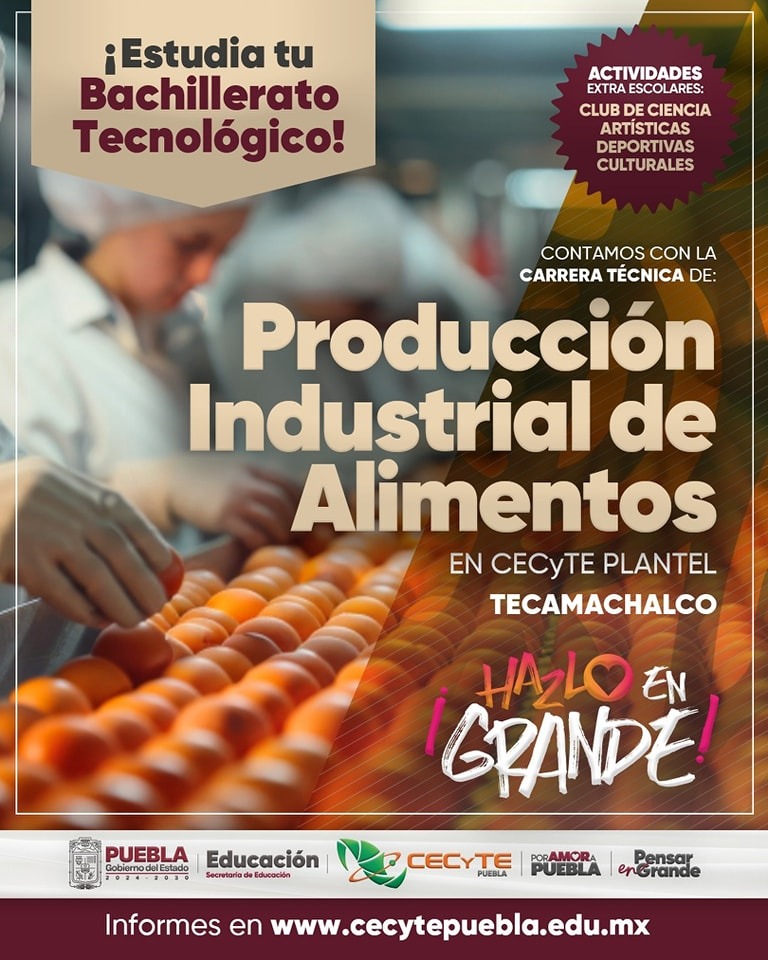 ¡Estudia tu
Bachillerato
Tecnológico!
ACTIVIDADES
EXTRA ESCOLARES:
CLUB DE CIENCIA
ARTÍSTICAS
DEPORTIVAS
CULTURALES
CONTAMOS CON LA
CARRERA TÉCNICA DE:
Producción
Industrial de
Alimentos
EN CECyTE PLANTEL
TECAMACHALCO
¡HAZLO EN
GRANDE!
PUEBLA
Gobierno del Estado
2024 - 2030
Educación
Secretaría de Educación
CECyTE
PUEBLA
POR AMOR A
PUEBLA
Pensar
enGrande
Informes en www.cecytepuebla.edu.mx